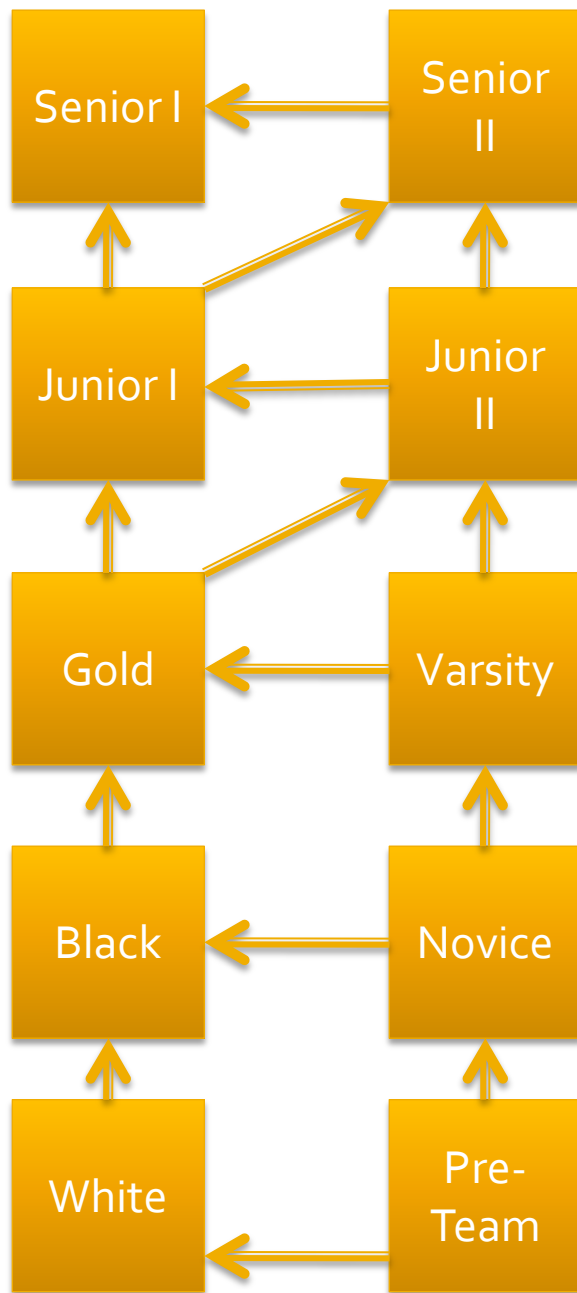 Senior I
Senior
II
Junior I
Junior
II
Gold
Varsity
Black
Novice
White
Pre-
Team